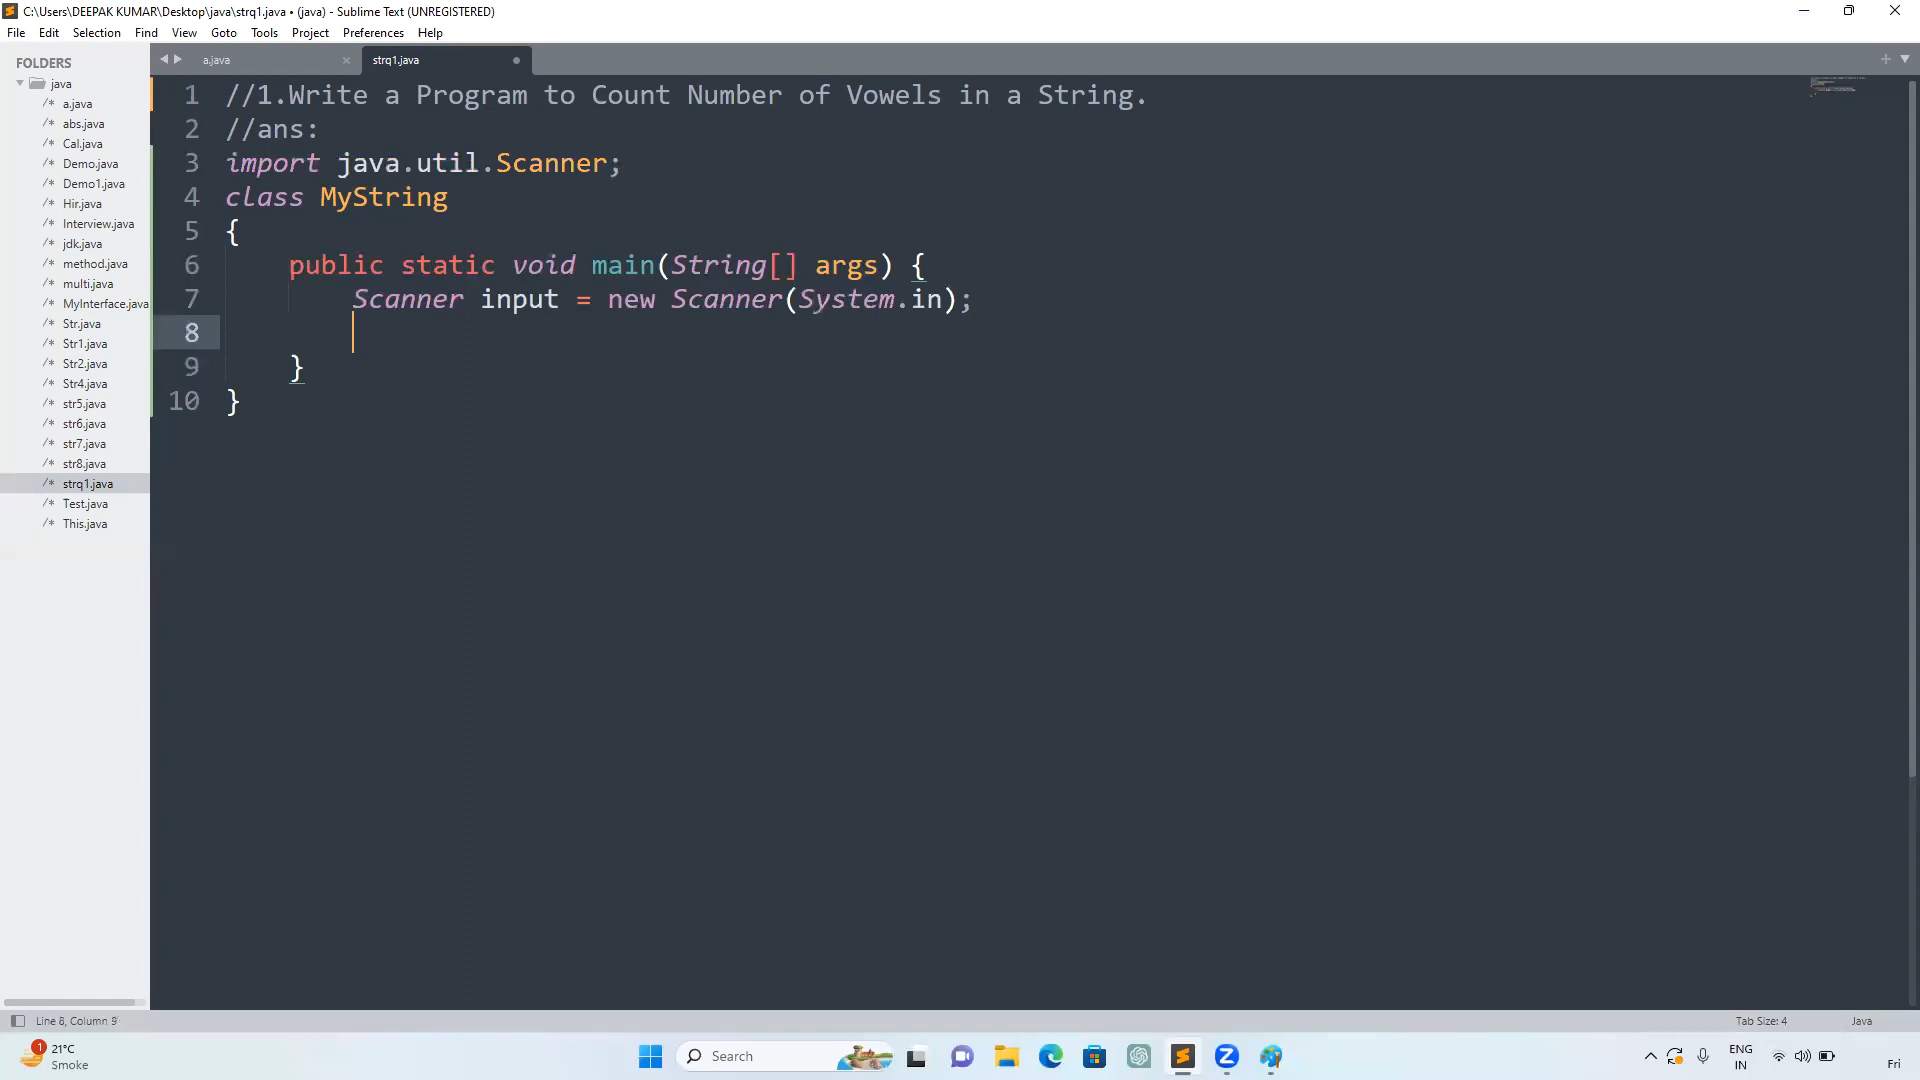 C:\Users\DEEPAK KUMAR\Desktop\java\strq1.java • (java) - Sublime Text (UNREGISTERED)
File Edit Selection Find View Goto Tools Project Preferences Help
FOLDERS
java
a.java
abs.java
Cal.java
Demo.java
Demo1.java
Hir.java
Interview.java
jdk.java
method.java
multi.java
MyInterface.java
Str.java
Str1.java
Str2.java
Str4.java
str5.java
str6.java
str7.java
str8.java
strq1.java
Test.java
This.java
a.java strq1.java
1 //1.Write a Program to Count Number of Vowels in a String.
2 //ans:
3 import java.util.Scanner;
4 class MyString
5 {
6 public static void main(String[] args) {
7 Scanner input = new Scanner(System.in);
8
9 }
10 }
Line 8, Column 9 Tab Size: 4 Java
1 21°C
Smoke
Search
ENG
IN
Fri